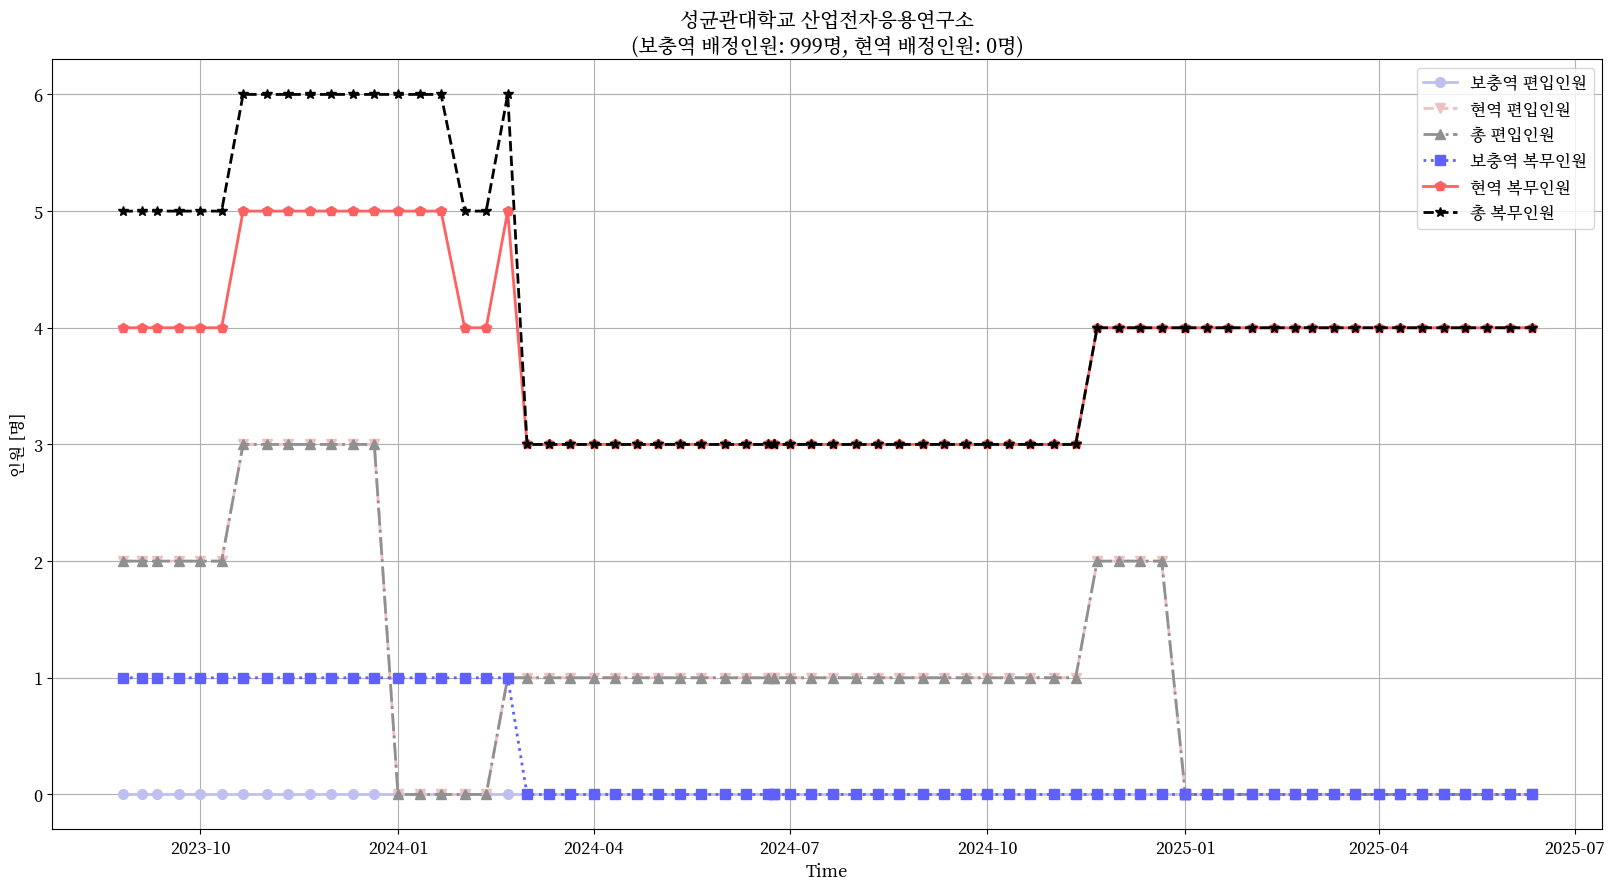 성균관대학교 산업전자응용연구소
(보충역 배정인원: 999명, 현역 배정인원: 0명)
보충역 편입인원
현역 편입인원
총 편입인원
보충역 복무인원
현역 복무인원
총 복무인원
인원 [명]
6
5
4
3
2
1
0
2023-10
2024-01
2024-04
2024-07
2024-10
2025-01
2025-04
2025-07
Time